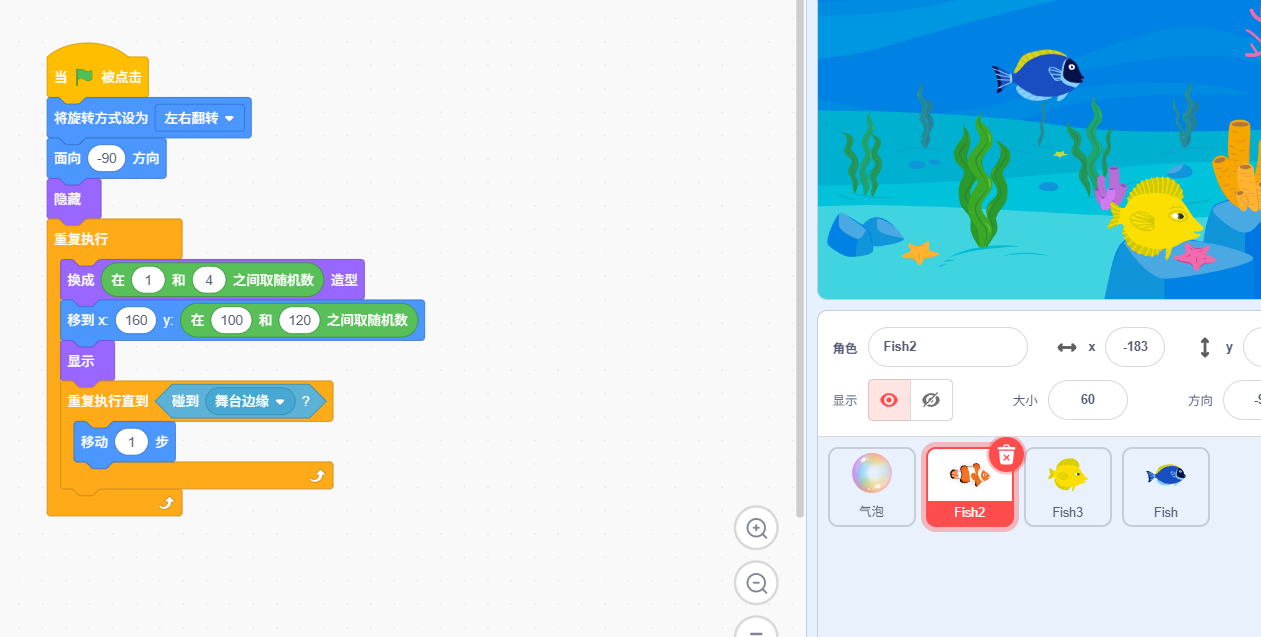 当 被点击
将旋转方式设为 左右翻转
面向 -90 方向
隐藏
重复执行
换成 在 1 和 4 之间取随机数 造型
移到 x: 160 y: 在 100 和 120 之间取随机数
显示
重复执行直到 碰到 舞台边缘 ?
移动 1 步
角色 Fish2 x -183 y
显示 大小 60 方向
气泡 Fish2 Fish3 Fish